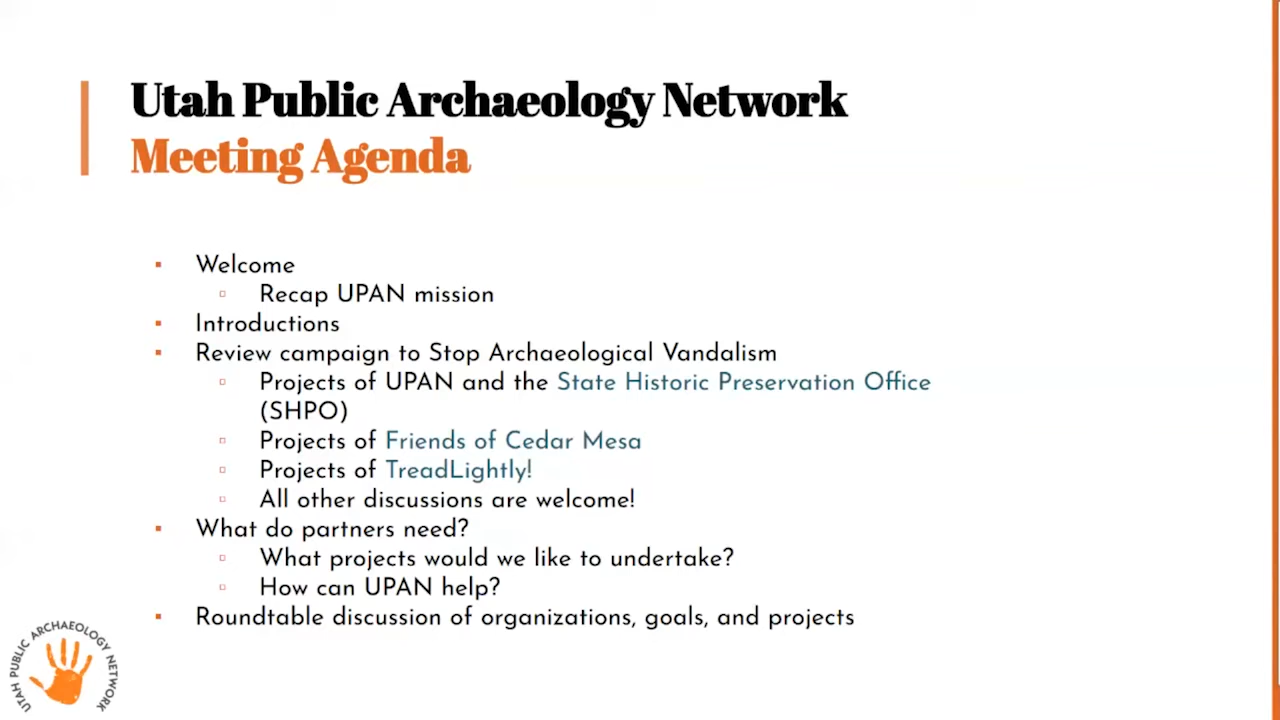 Utah Public Archaeology Network
Meeting Agenda
▪ Welcome
▫ Recap UPAN mission
▪ Introductions
▪ Review campaign to Stop Archaeological Vandalism
▫ Projects of UPAN and the State Historic Preservation Office
(SHPO)
▫ Projects of Friends of Cedar Mesa
▫ Projects of TreadLightly!
▫ All other discussions are welcome!
▪ What do partners need?
▫ What projects would we like to undertake?
▫ How can UPAN help?
▪ Roundtable discussion of organizations, goals, and projects
UTAH PUBLIC ARCHAEOLOGY NETWORK